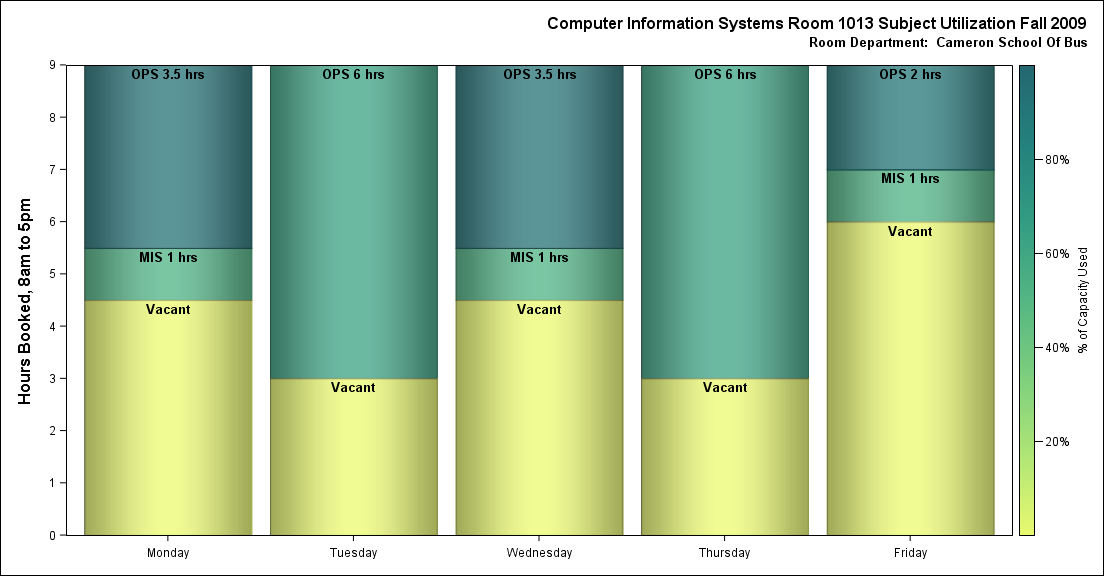 Computer Information Systems Room 1013 Subject Utilization Fall 2009
Room Department:  Cameron School Of Bus
Hours Booked, 8am to 5pm
9
8
7
6
5
4
3
2
1
0
OPS 3.5 hrs
MIS 1 hrs
Vacant
OPS 6 hrs
Vacant
OPS 3.5 hrs
MIS 1 hrs
Vacant
OPS 6 hrs
Vacant
OPS 2 hrs
MIS 1 hrs
Vacant
Monday
Tuesday
Wednesday
Thursday
Friday
80%
60%
40%
20%
% of Capacity Used